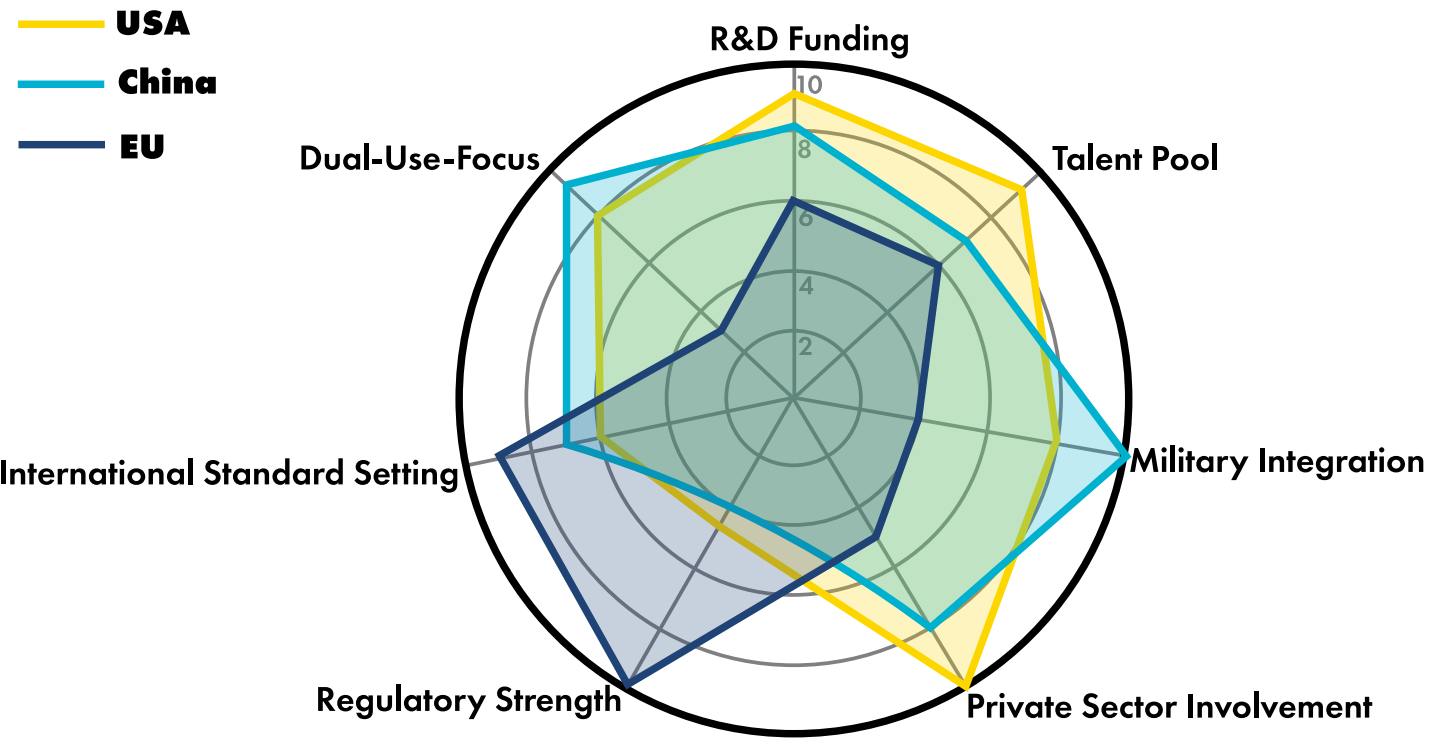 USA
China
EU
R&D Funding
10
8
6
4
2
Dual-Use-Focus
Talent Pool
International Standard Setting
Military Integration
Regulatory Strength
Private Sector Involvement